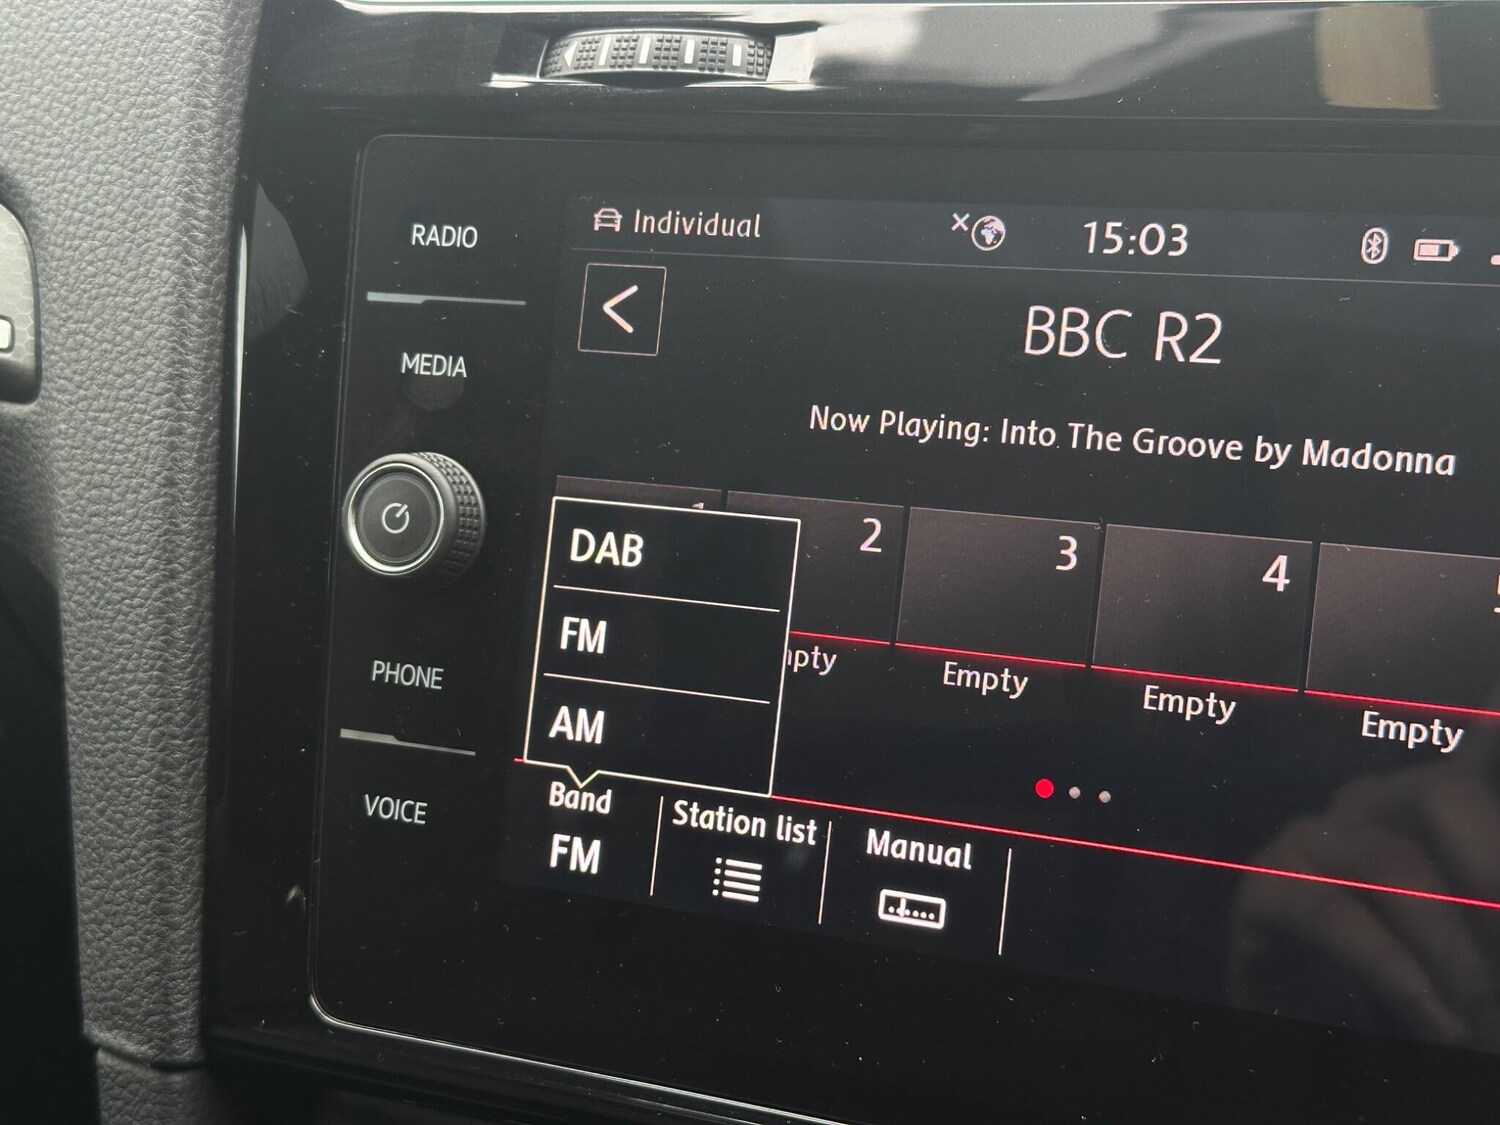 RADIO
MEDIA
PHONE
VOICE
Individual
15:03
BBC R2
Now Playing: Into The Groove by Madonna
2
3
4
DAB
FM
AM
Empty
Empty
Empty
Band
FM
Station list
Manual